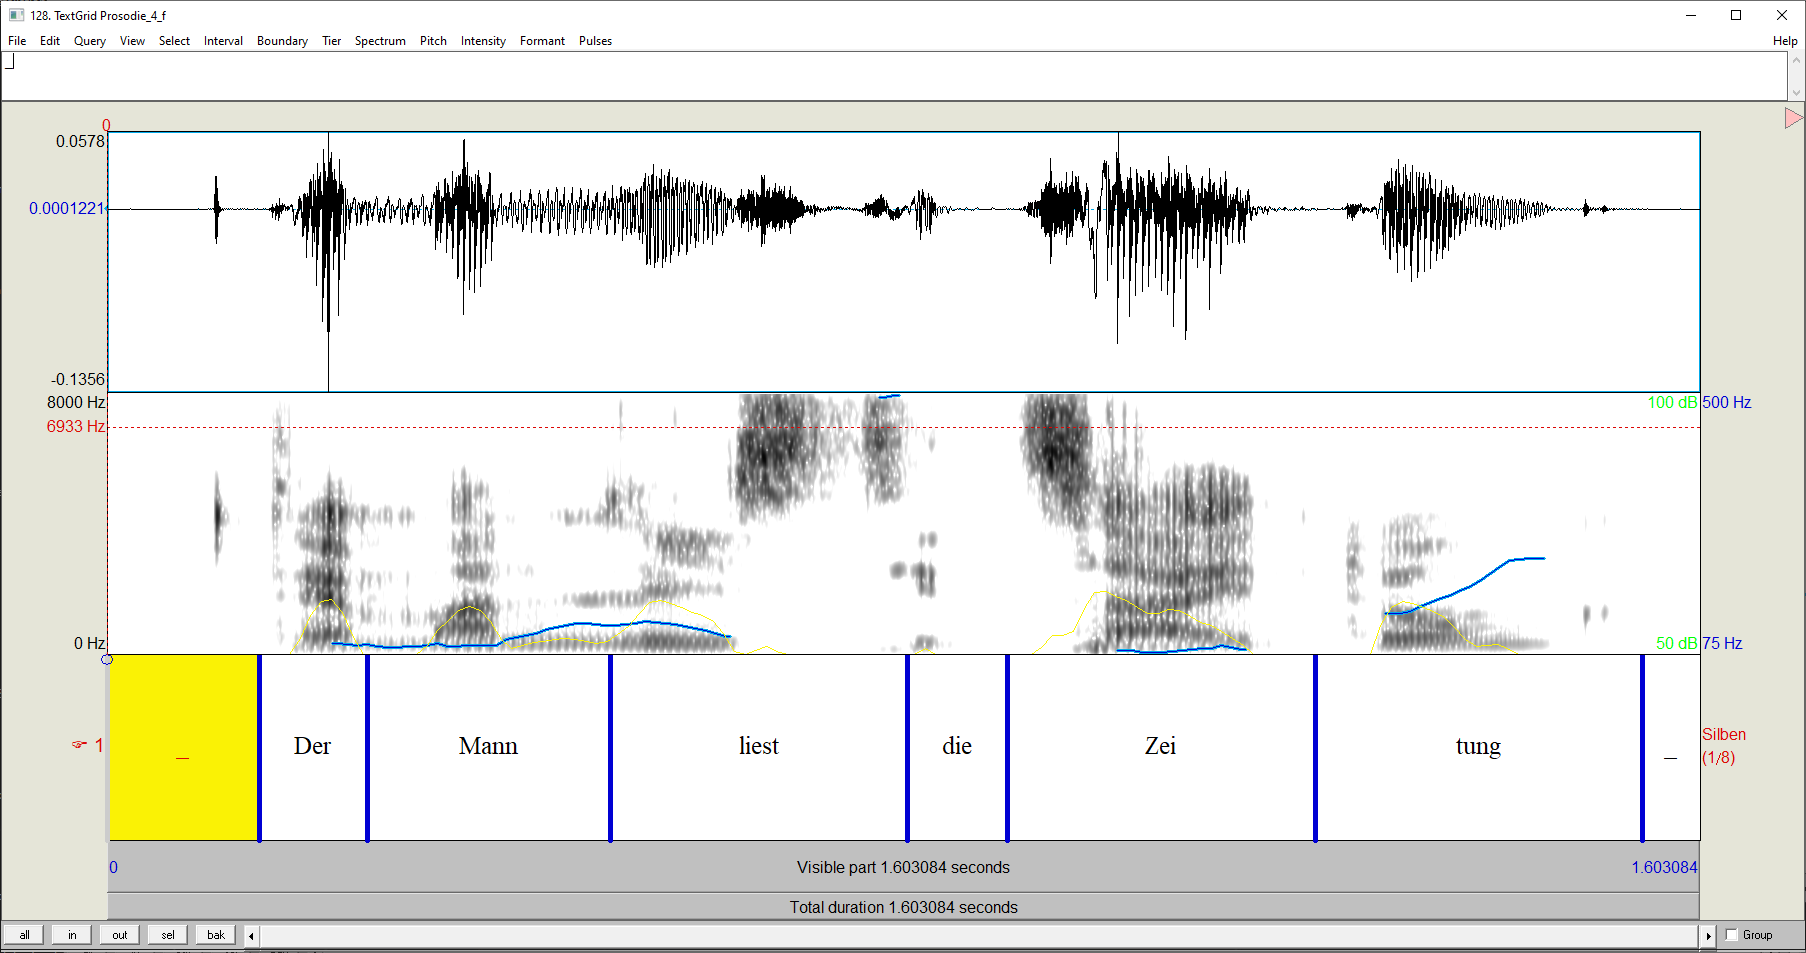 128. TextGrid Prosodie_4_f
File Edit Query View Select Interval Boundary Tier Spectrum Pitch Intensity Formant Pulses Help
0
0.0578
0.0001221
-0.1356
8000 Hz 100 dB 500 Hz
6933 Hz
0 Hz 50 dB 75 Hz
☞ 1 _ Der Mann liest die Zei tung _ Silben
(1/8)
0 Visible part 1.603084 seconds 1.603084
Total duration 1.603084 seconds
all in out sel bak Group